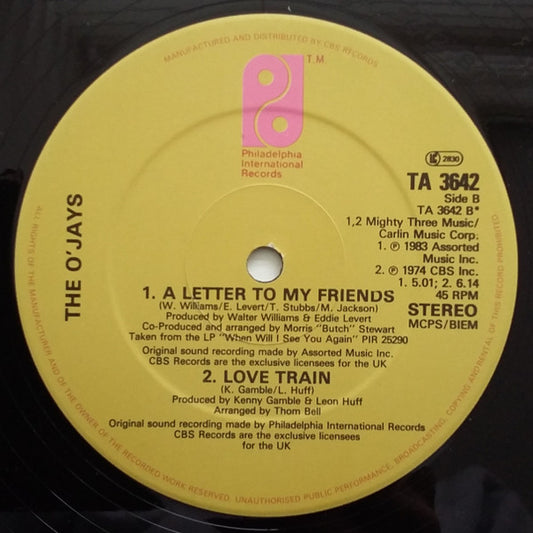 MANUFACTURED AND DISTRIBUTED BY CBS RECORDS
T.M
Philadelphia
International
Records
2830
TA 3642
Side B
TA 3642 B*
1,2 Mighty Three Music/
Carlin Music Corp.
1. ℗ 1983 Assorted
Music Inc.
2. ℗ 1974 CBS Inc.
1. 5.01; 2. 6.14
45 RPM
STEREO
MCPS/BIEM
THE O'JAYS
1. A LETTER TO MY FRIENDS
(W. Williams/E. Levert/T. Stubbs/M. Jackson)
Produced by Walter Williams & Eddie Levert
Co-Produced and arranged by Morris "Butch" Stewart
Taken from the LP "When Will I See You Again" PIR 25290
Original sound recording made by Assorted Music Inc.
CBS Records are the exclusive licensees for the UK
2. LOVE TRAIN
(K. Gamble/L. Huff)
Produced by Kenny Gamble & Leon Huff
Arranged by Thom Bell
Original sound recording made by Philadelphia International Records
CBS Records are the exclusive licensees
for the UK
ALL RIGHTS OF THE MANUFACTURER AND OF THE OWNER OF THE RECORDED WORK RESERVED. UNAUTHORISED PUBLIC PERFORMANCE, BROADCASTING, COPYING AND RENTAL OF THIS RECORD PROHIBITED.